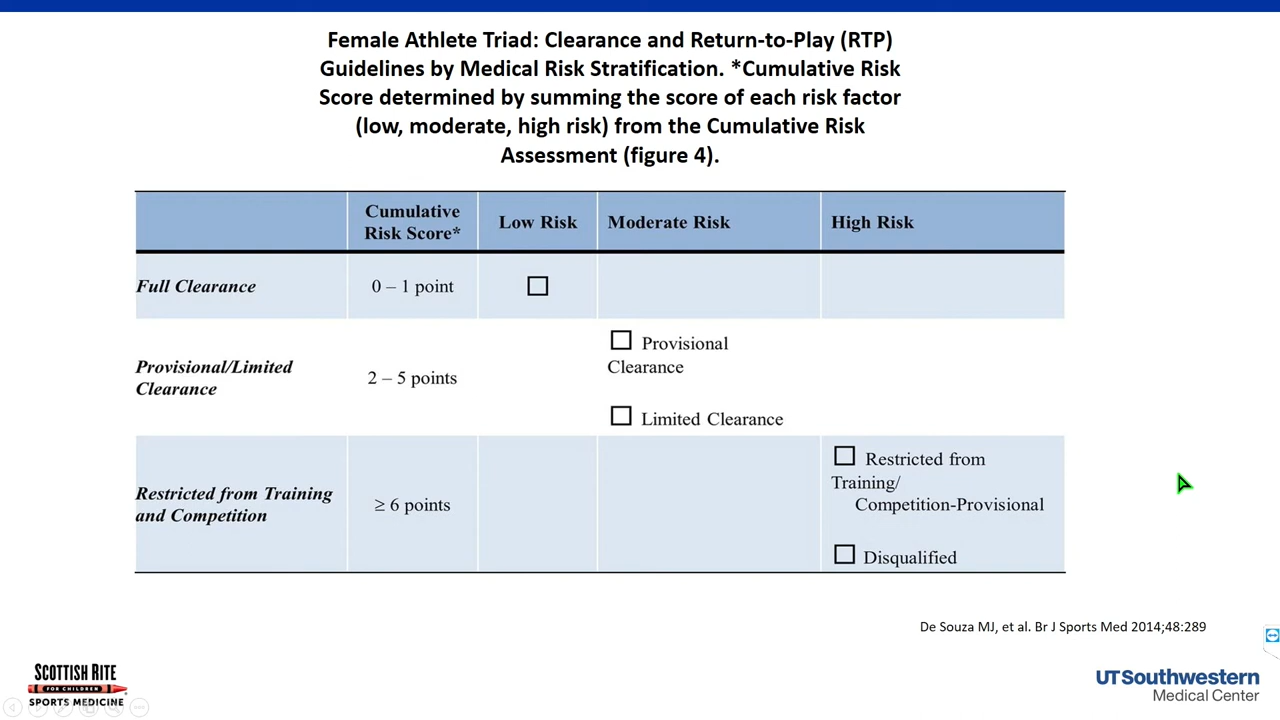 Female Athlete Triad: Clearance and Return-to-Play (RTP)
Guidelines by Medical Risk Stratification. *Cumulative Risk
Score determined by summing the score of each risk factor
(low, moderate, high risk) from the Cumulative Risk
Assessment (figure 4).
Cumulative
Risk Score*
Low Risk
Moderate Risk
High Risk
Full Clearance
0 – 1 point
Provisional/Limited
Clearance
2 – 5 points
Provisional
Clearance
Limited Clearance
Restricted from Training
and Competition
≥ 6 points
Restricted from
Training/
Competition-Provisional
Disqualified
De Souza MJ, et al. Br J Sports Med 2014;48:289
SCOTTISH RITE
FOR CHILDREN
SPORTS MEDICINE
UTSouthwestern
Medical Center